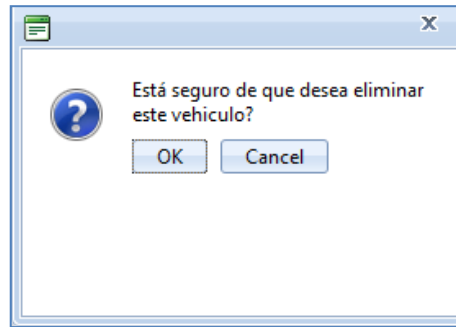 x
Está seguro de que desea eliminar
este vehiculo?
OK Cancel